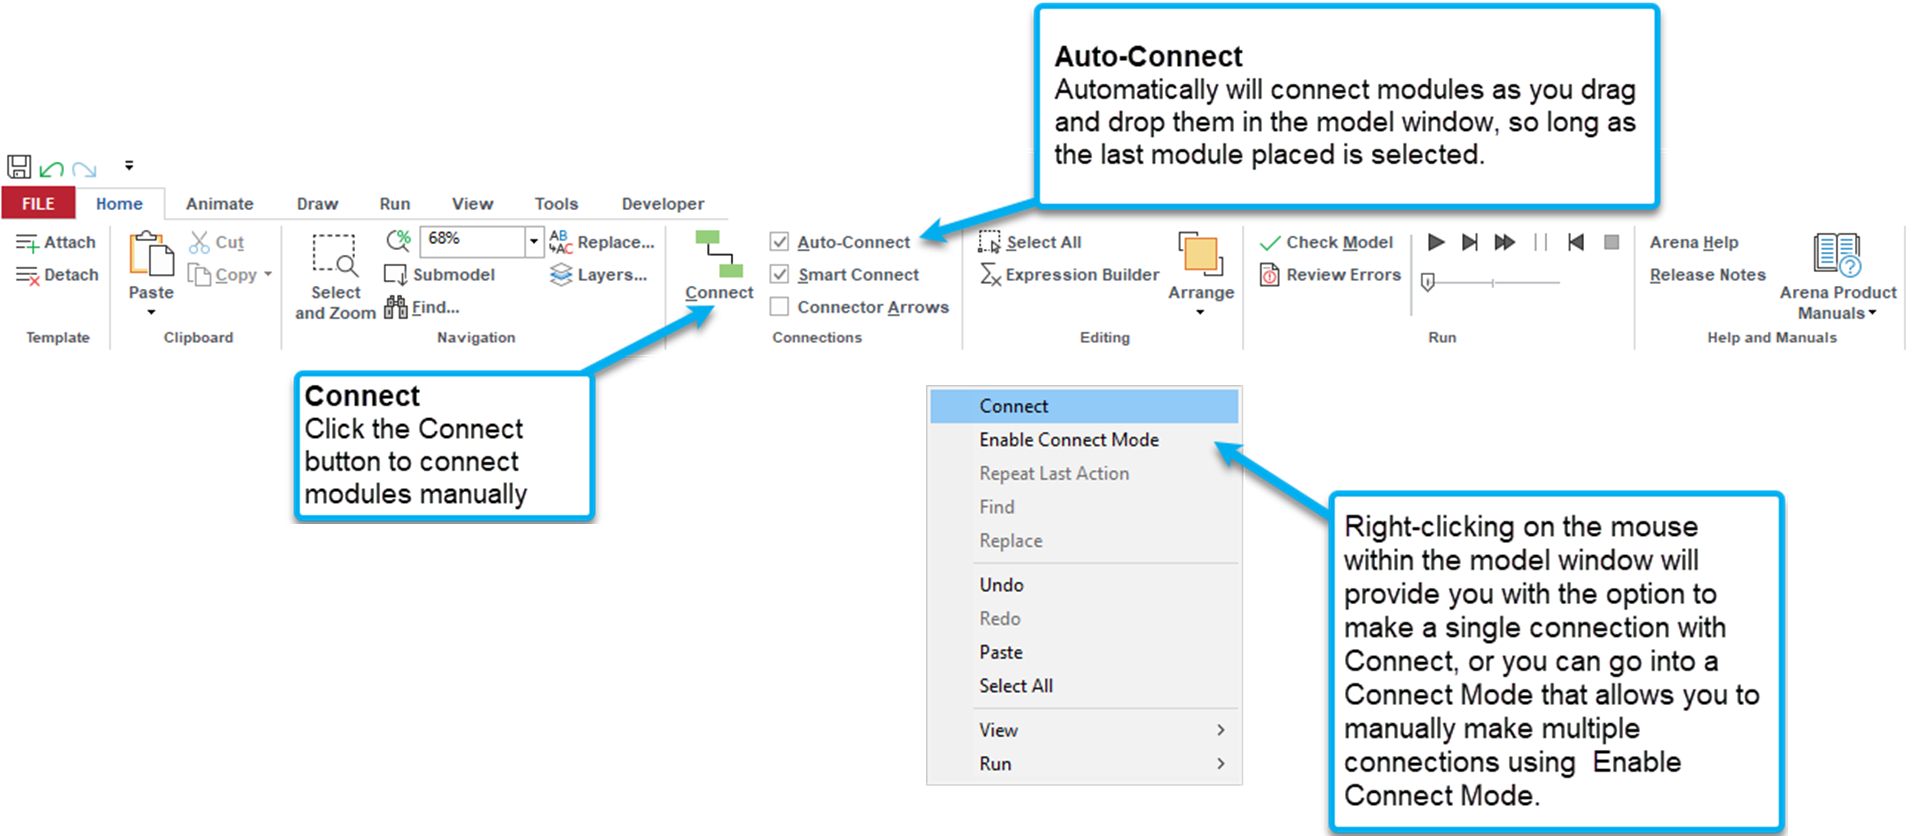 Auto-Connect
Automatically will connect modules as you drag
and drop them in the model window, so long as
the last module placed is selected.
FILE Home Animate Draw Run View Tools Developer
Attach
Detach
Template
Paste
Cut
Copy
Clipboard
Select
and Zoom
68%
Submodel
Find...
Replace...
Layers...
Navigation
Connect
Auto-Connect
Smart Connect
Connector Arrows
Connections
Select All
Expression Builder
Arrange
Editing
Check Model
Review Errors
Run
Arena Help
Release Notes
Arena Product
Manuals
Help and Manuals
Connect
Click the Connect
button to connect
modules manually
Connect
Enable Connect Mode
Repeat Last Action
Find
Replace
Undo
Redo
Paste
Select All
View
Run
Right-clicking on the mouse
within the model window will
provide you with the option to
make a single connection with
Connect, or you can go into a
Connect Mode that allows you to
manually make multiple
connections using  Enable
Connect Mode.